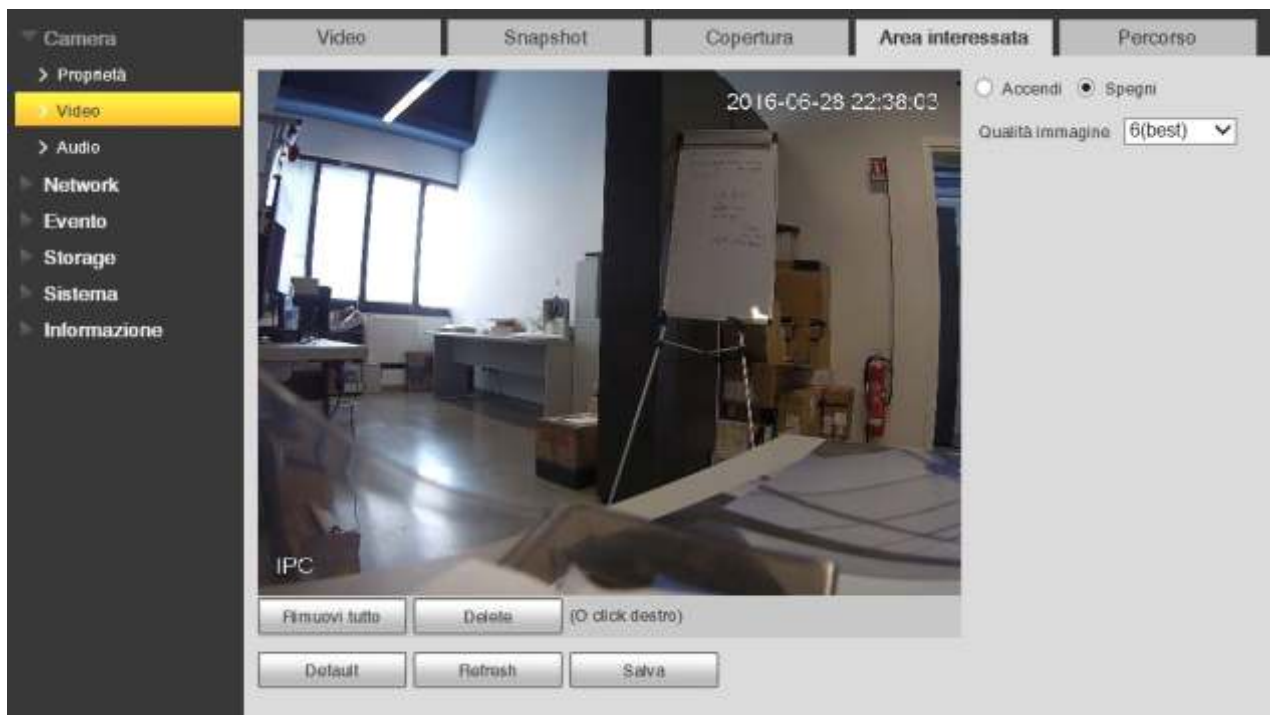 Camera
Video Snapshot Copertura Area interessata Percorso
> Proprietà
> Video
> Audio
Network
Evento
Storage
Sistema
Informazione
2016-06-28 22:38:03
Accendi Spegni
Qualità immagine 6(best)
IPC
Rimuovi tutto Delete (O click destro)
Default Refresh Salva